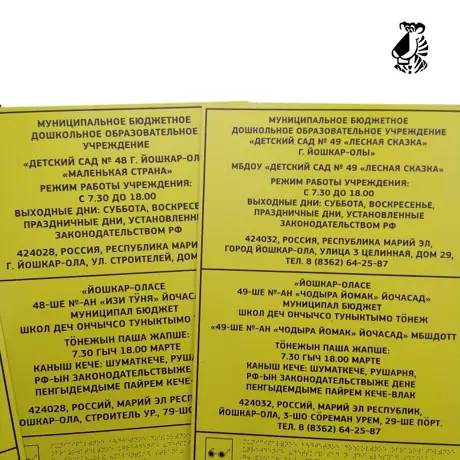 МУНИЦИПАЛЬНОЕ БЮДЖЕТНОЕ
ДОШКОЛЬНОЕ ОБРАЗОВАТЕЛЬНОЕ
УЧРЕЖДЕНИЕ
«ДЕТСКИЙ САД № 48 Г. ЙОШКАР-ОЛ
«МАЛЕНЬКАЯ СТРАНА»
РЕЖИМ РАБОТЫ УЧРЕЖДЕНИЯ:
С 7.30 ДО 18.00
ВЫХОДНЫЕ ДНИ: СУББОТА, ВОСКРЕСЕ
ПРАЗДНИЧНЫЕ ДНИ, УСТАНОВЛЕН
ЗАКОНОДАТЕЛЬСТВОМ РФ
424028, РОССИЯ, РЕСПУБЛИКА МАРИ
Г. ЙОШКАР-ОЛА, УЛ. СТРОИТЕЛЕЙ, ДОМ
«ЙОШКАР-ОЛАСЕ
48-ШЕ №-АН «ИЗИ ТӰНЯ» ЙОЧАСА
МУНИЦИПАЛ БЮДЖЕТ
ШКОЛ ДЕЧ ОНЧЫЧСО ТУНЫКТЫМО
ТӦНЕЖЫН ПАША ЖАПШЕ:
7.30 ГЫЧ 18.00 МАРТЕ
КАНЫШ КЕЧЕ: ШУМАТКЕЧЕ, РУШАР
РФ-ЫН ЗАКОНОДАТЕЛЬСТВЫЖЕ
ПЕНГЫДЕМДЫМЕ ПАЙРЕМ КЕЧЕ-
424028, РОССИЙ, МАРИЙ ЭЛ РЕСПУ
ЙОШКАР-ОЛА, СТРОИТЕЛЬ УР., 79-ШО
МУНИЦИПАЛЬНОЕ БЮДЖЕТНОЕ
ДОШКОЛЬНОЕ ОБРАЗОВАТЕЛЬНОЕ УЧРЕЖДЕНИЕ
«ДЕТСКИЙ САД № 49 «ЛЕСНАЯ СКАЗКА»
Г. ЙОШКАР-ОЛЫ»
МБДОУ «ДЕТСКИЙ САД № 49 «ЛЕСНАЯ СКАЗКА»
РЕЖИМ РАБОТЫ УЧРЕЖДЕНИЯ:
С 7.30 ДО 18.00
ВЫХОДНЫЕ ДНИ: СУББОТА, ВОСКРЕСЕНЬЕ,
ПРАЗДНИЧНЫЕ ДНИ, УСТАНОВЛЕННЫЕ
ЗАКОНОДАТЕЛЬСТВОМ РФ
424032, РОССИЯ, РЕСПУБЛИКА МАРИЙ ЭЛ,
ГОРОД ЙОШКАР-ОЛА, УЛИЦА 3 ЦЕЛИННАЯ, ДОМ 29,
ТЕЛ. 8 (8362) 64-25-87
«ЙОШКАР-ОЛАСЕ
49-ШЕ №-АН «ЧОДЫРА ЙОМАК» ЙОЧАСАД»
МУНИЦИПАЛ БЮДЖЕТ
ШКОЛ ДЕЧ ОНЧЫЧСО ТУНЫКТЫМО ТӦНЕЖ
«49-ШЕ №-АН «ЧОДЫРА ЙОМАК» ЙОЧАСАД» МБШДОТТ
ТӦНЕЖЫН ПАША ЖАПШЕ:
7.30 ГЫЧ 18.00 МАРТЕ
КАНЫШ КЕЧЕ: ШУМАТКЕЧЕ, РУШАРНЯ,
РФ-ЫН ЗАКОНОДАТЕЛЬСТВЫЖЕ ДЕНЕ
ПЕНГЫДЕМДЫМЕ ПАЙРЕМ КЕЧЕ-ВЛАК
424032, РОССИЙ, МАРИЙ ЭЛ РЕСПУБЛИК,
ЙОШКАР-ОЛА, 3-ШО СӦРЕМАН УРЕМ, 29-ШЕ ПӦРТ.
ТЕЛ. 8 (8362) 64-25-87